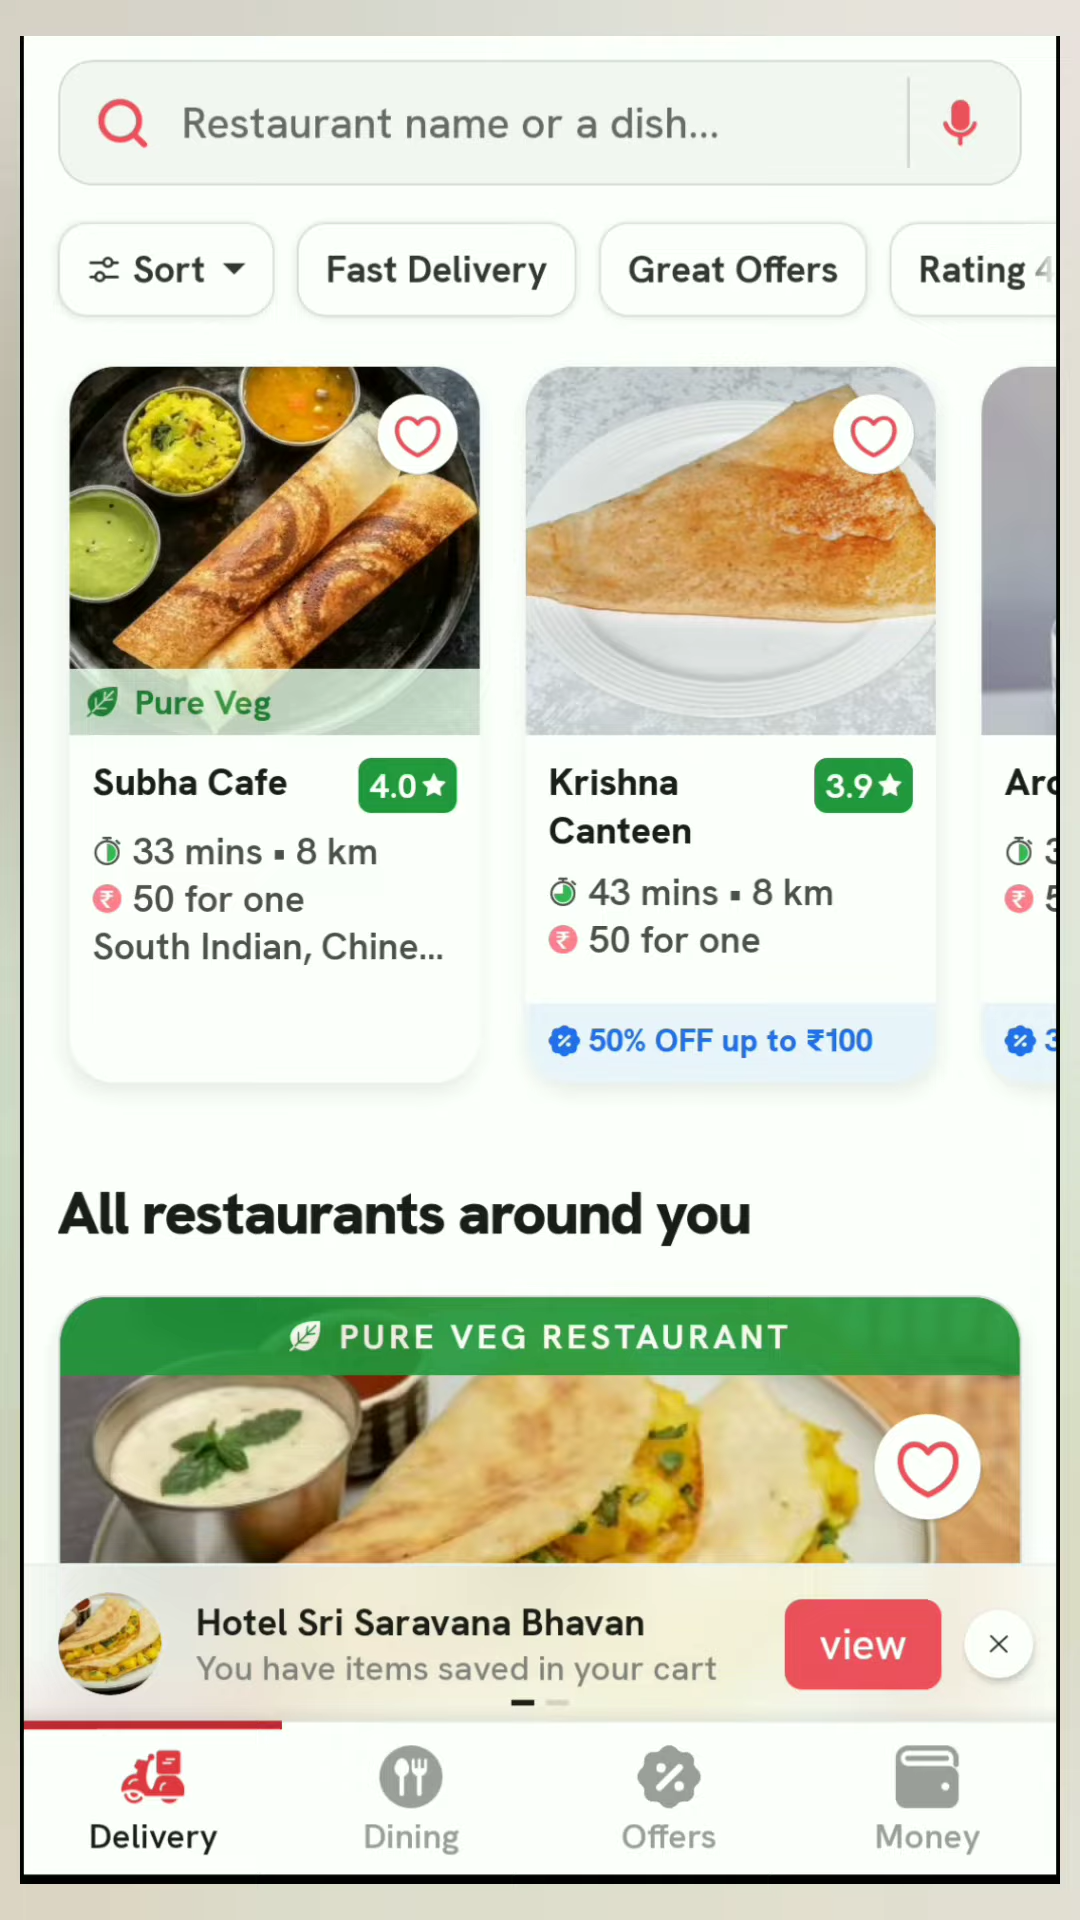 Restaurant name or a dish...
Sort
Fast Delivery
Great Offers
Rating 4
Pure Veg
Subha Cafe
4.0
33 mins ▪ 8 km
₹ 50 for one
South Indian, Chine...
Krishna
Canteen
3.9
43 mins ▪ 8 km
₹ 50 for one
50% OFF up to ₹100
₹
All restaurants around you
PURE VEG RESTAURANT
Hotel Sri Saravana Bhavan
You have items saved in your cart
view
Delivery
Dining
Offers
Money